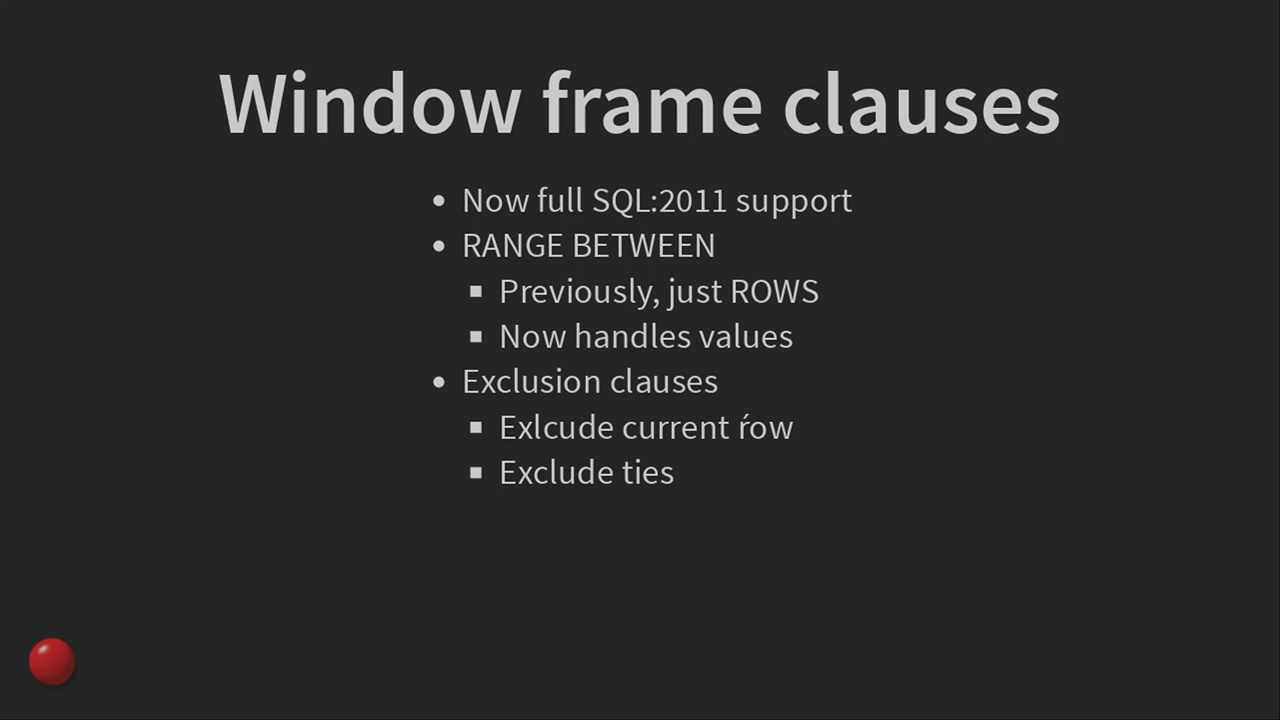 Window frame clauses
• Now full SQL:2011 support
• RANGE BETWEEN
▪ Previously, just ROWS
▪ Now handles values
• Exclusion clauses
▪ Exlcude current ŕow
▪ Exclude ties